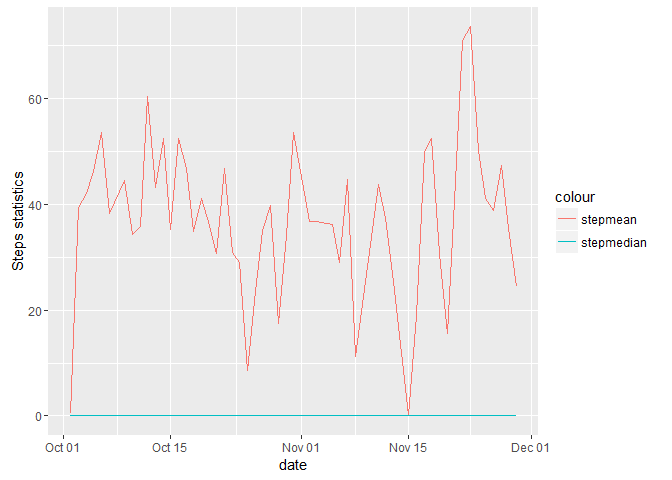 60
40
20
0
Steps statistics
Oct 01
Oct 15
Nov 01
Nov 15
Dec 01
date
colour
stepmean
stepmedian